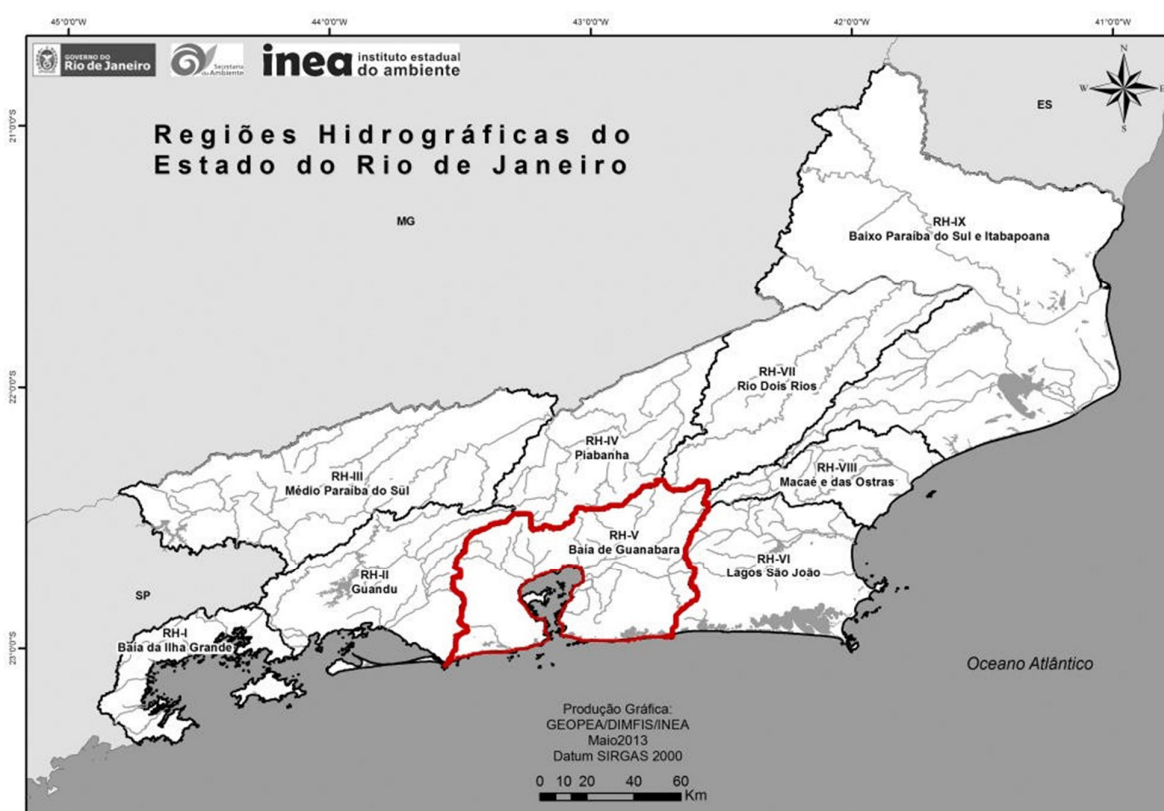 45°0'0"W
44°0'0"W
43°0'0"W
42°0'0"W
41°0'0"W
GOVERNO DO
Rio de Janeiro
Secretaria
do Ambiente
inea instituto estadual
do ambiente
N
W
E
S
Regiões Hidrográficas do
Estado do Rio de Janeiro
ES
21°0'0"S
MG
RH-IX
Baixo Paraíba do Sul e Itabapoana
22°0'0"S
RH-VII
Rio Dois Rios
RH-IV
Piabanha
RH-III
Médio Paraíba do Sul
RH-VIII
Macaé e das Ostras
RH-V
Baía de Guanabara
RH-VI
Lagos São João
RH-II
Guandu
SP
RH-I
Baía da Ilha Grande
23°0'0"S
Oceano Atlântico
Produção Gráfica:
GEOPEA/DIMFIS/INEA
Maio2013
Datum SIRGAS 2000
0 10 20 40 60
Km